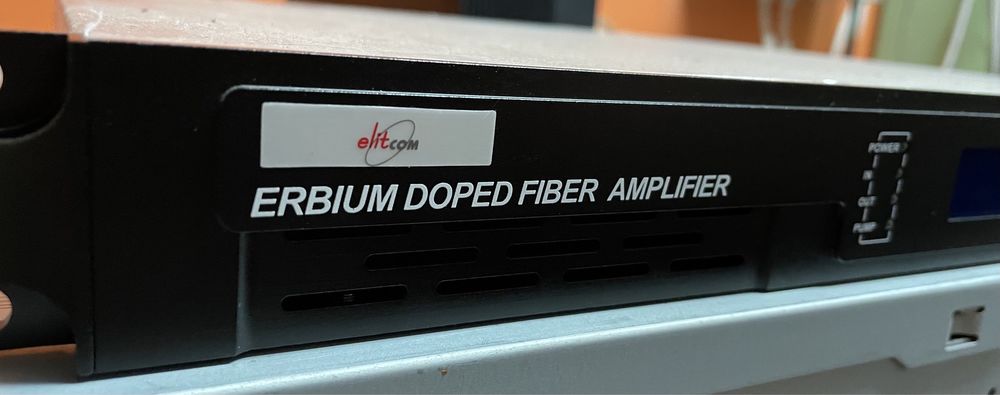 elitcom
ERBIUM DOPED FIBER AMPLIFIER
POWER
IN
OUT
PUMP